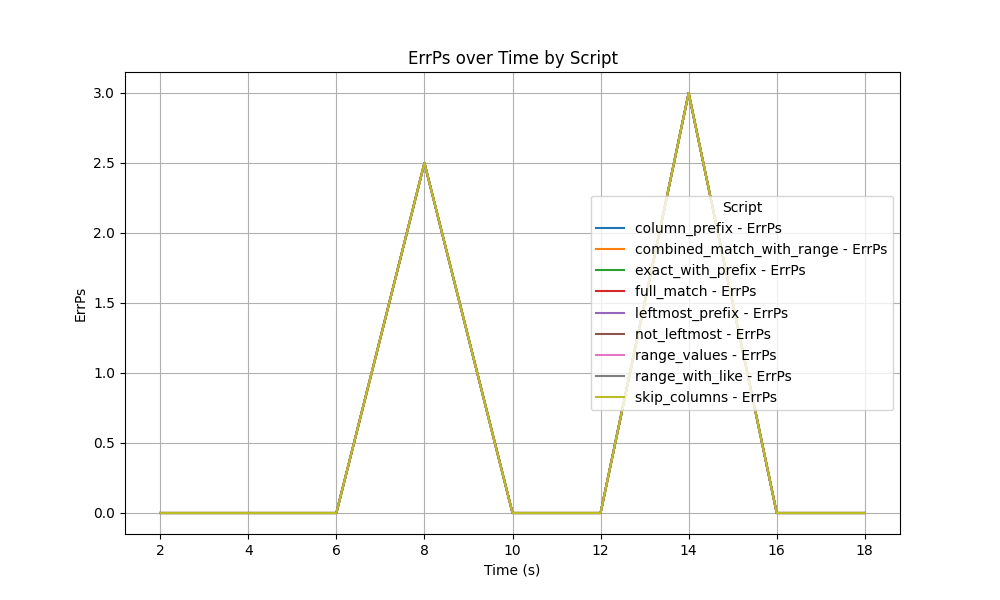 ErrPs over Time by Script
ErrPs
3.0
2.5
2.0
1.5
1.0
0.5
0.0
Script
column_prefix - ErrPs
combined_match_with_range - ErrPs
exact_with_prefix - ErrPs
full_match - ErrPs
leftmost_prefix - ErrPs
not_leftmost - ErrPs
range_values - ErrPs
range_with_like - ErrPs
skip_columns - ErrPs
2 4 6 8 10 12 14 16 18
Time (s)